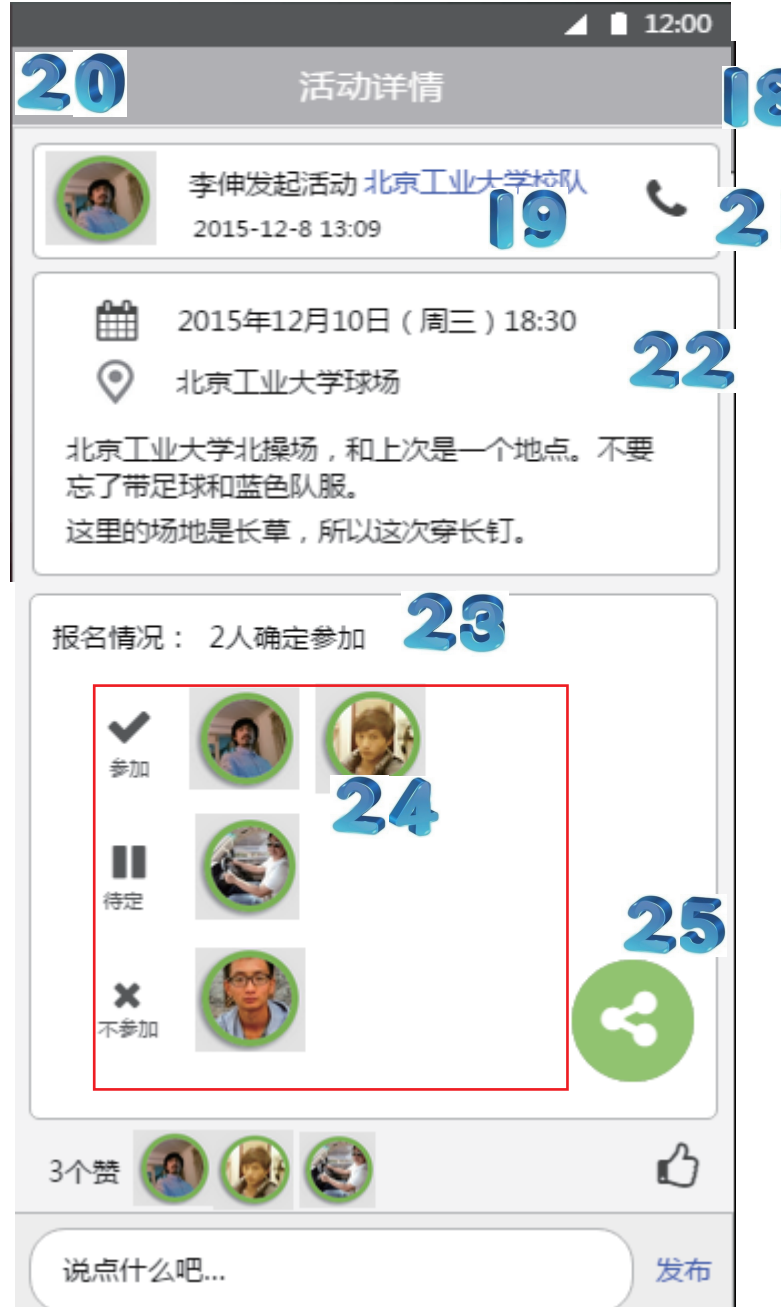 12:00
20
活动详情
18
李伸发起活动 北京工业大学校队
2015-12-8 13:09
19
2
2015年12月10日（周三）18:30
22
北京工业大学球场
北京工业大学北操场，和上次是一个地点。不要
忘了带足球和蓝色队服。
这里的场地是长草，所以这次穿长钉。
23
报名情况： 2人确定参加
参加
24
待定
25
不参加
3个赞
说点什么吧...
发布